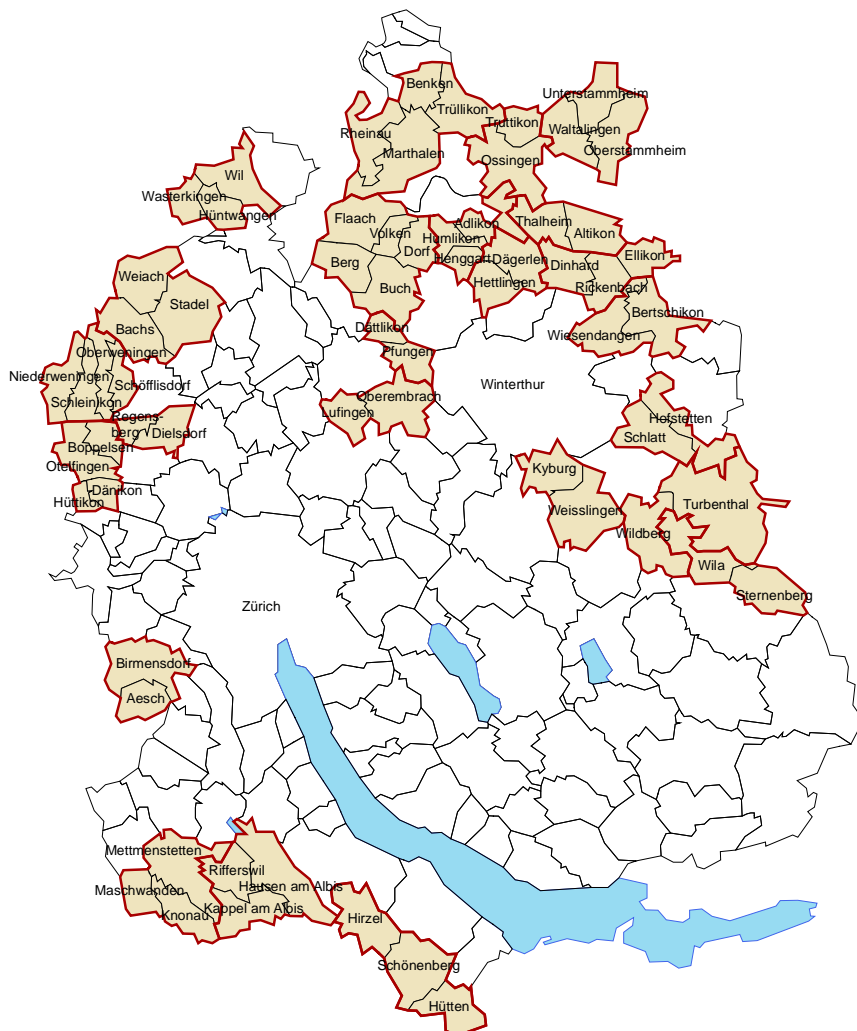 Benken
Unterstammheim
Trüllikon
Truttikon
Rheinau
Waltalingen
Marthalen
Oberstammheim
Ossingen
Wil
Wasterkingen
Hüntwangen
Flaach
Adlikon
Thalheim
Volken
Humlikon
Altikon
Berg
Dorf
Henggart
Dägerlen
Ellikon
Dinhard
Weiach
Hettlingen
Rickenbach
Buch
Stadel
Bertschikon
Bachs
Dättlikon
Wiesendangen
Oberweningen
Pfungen
Niederweningen
Schöfflisdorf
Winterthur
Schleinikon
Oberembrach
Lufingen
Regens-
berg
Dielsdorf
Hofstetten
Schlatt
Boppelsen
Otelfingen
Kyburg
Dänikon
Hüttikon
Turbenthal
Weisslingen
Wildberg
Wila
Sternenberg
Zürich
Birmensdorf
Aesch
Mettmenstetten
Rifferswil
Maschwanden
Hausen am Albis
Kappel am Albis
Knonau
Hirzel
Schönenberg
Hütten